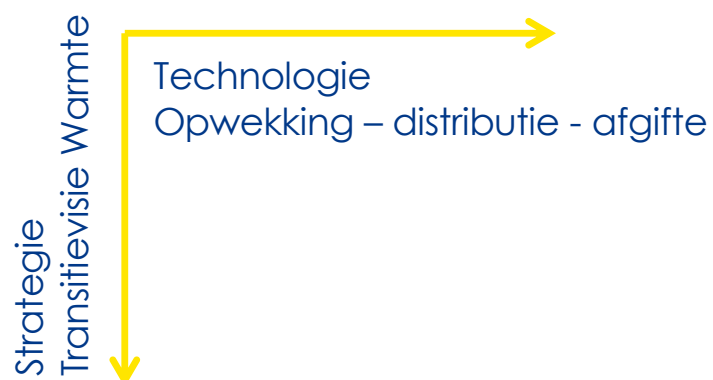 Technologie
Opwekking – distributie - afgifte
Strategie
Transitievisie Warmte